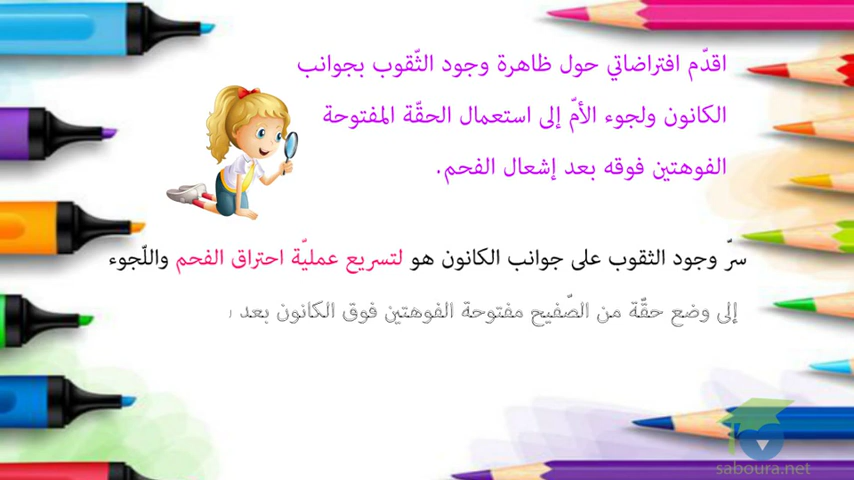 اقدّم افتراضاتي حول ظاهرة وجود الثّقوب بجوانب
الكانون ولجوء الأمّ إلى استعمال الحقّة المفتوحة
الفوهتين فوقه بعد إشعال الفحم.
سرّ وجود الثقوب على جوانب الكانون هو لتسريع عمليّة احتراق الفحم واللّجوء
إلى وضع حقّة من الصّفيح مفتوحة الفوهتين فوق الكانون بعد
saboura.net